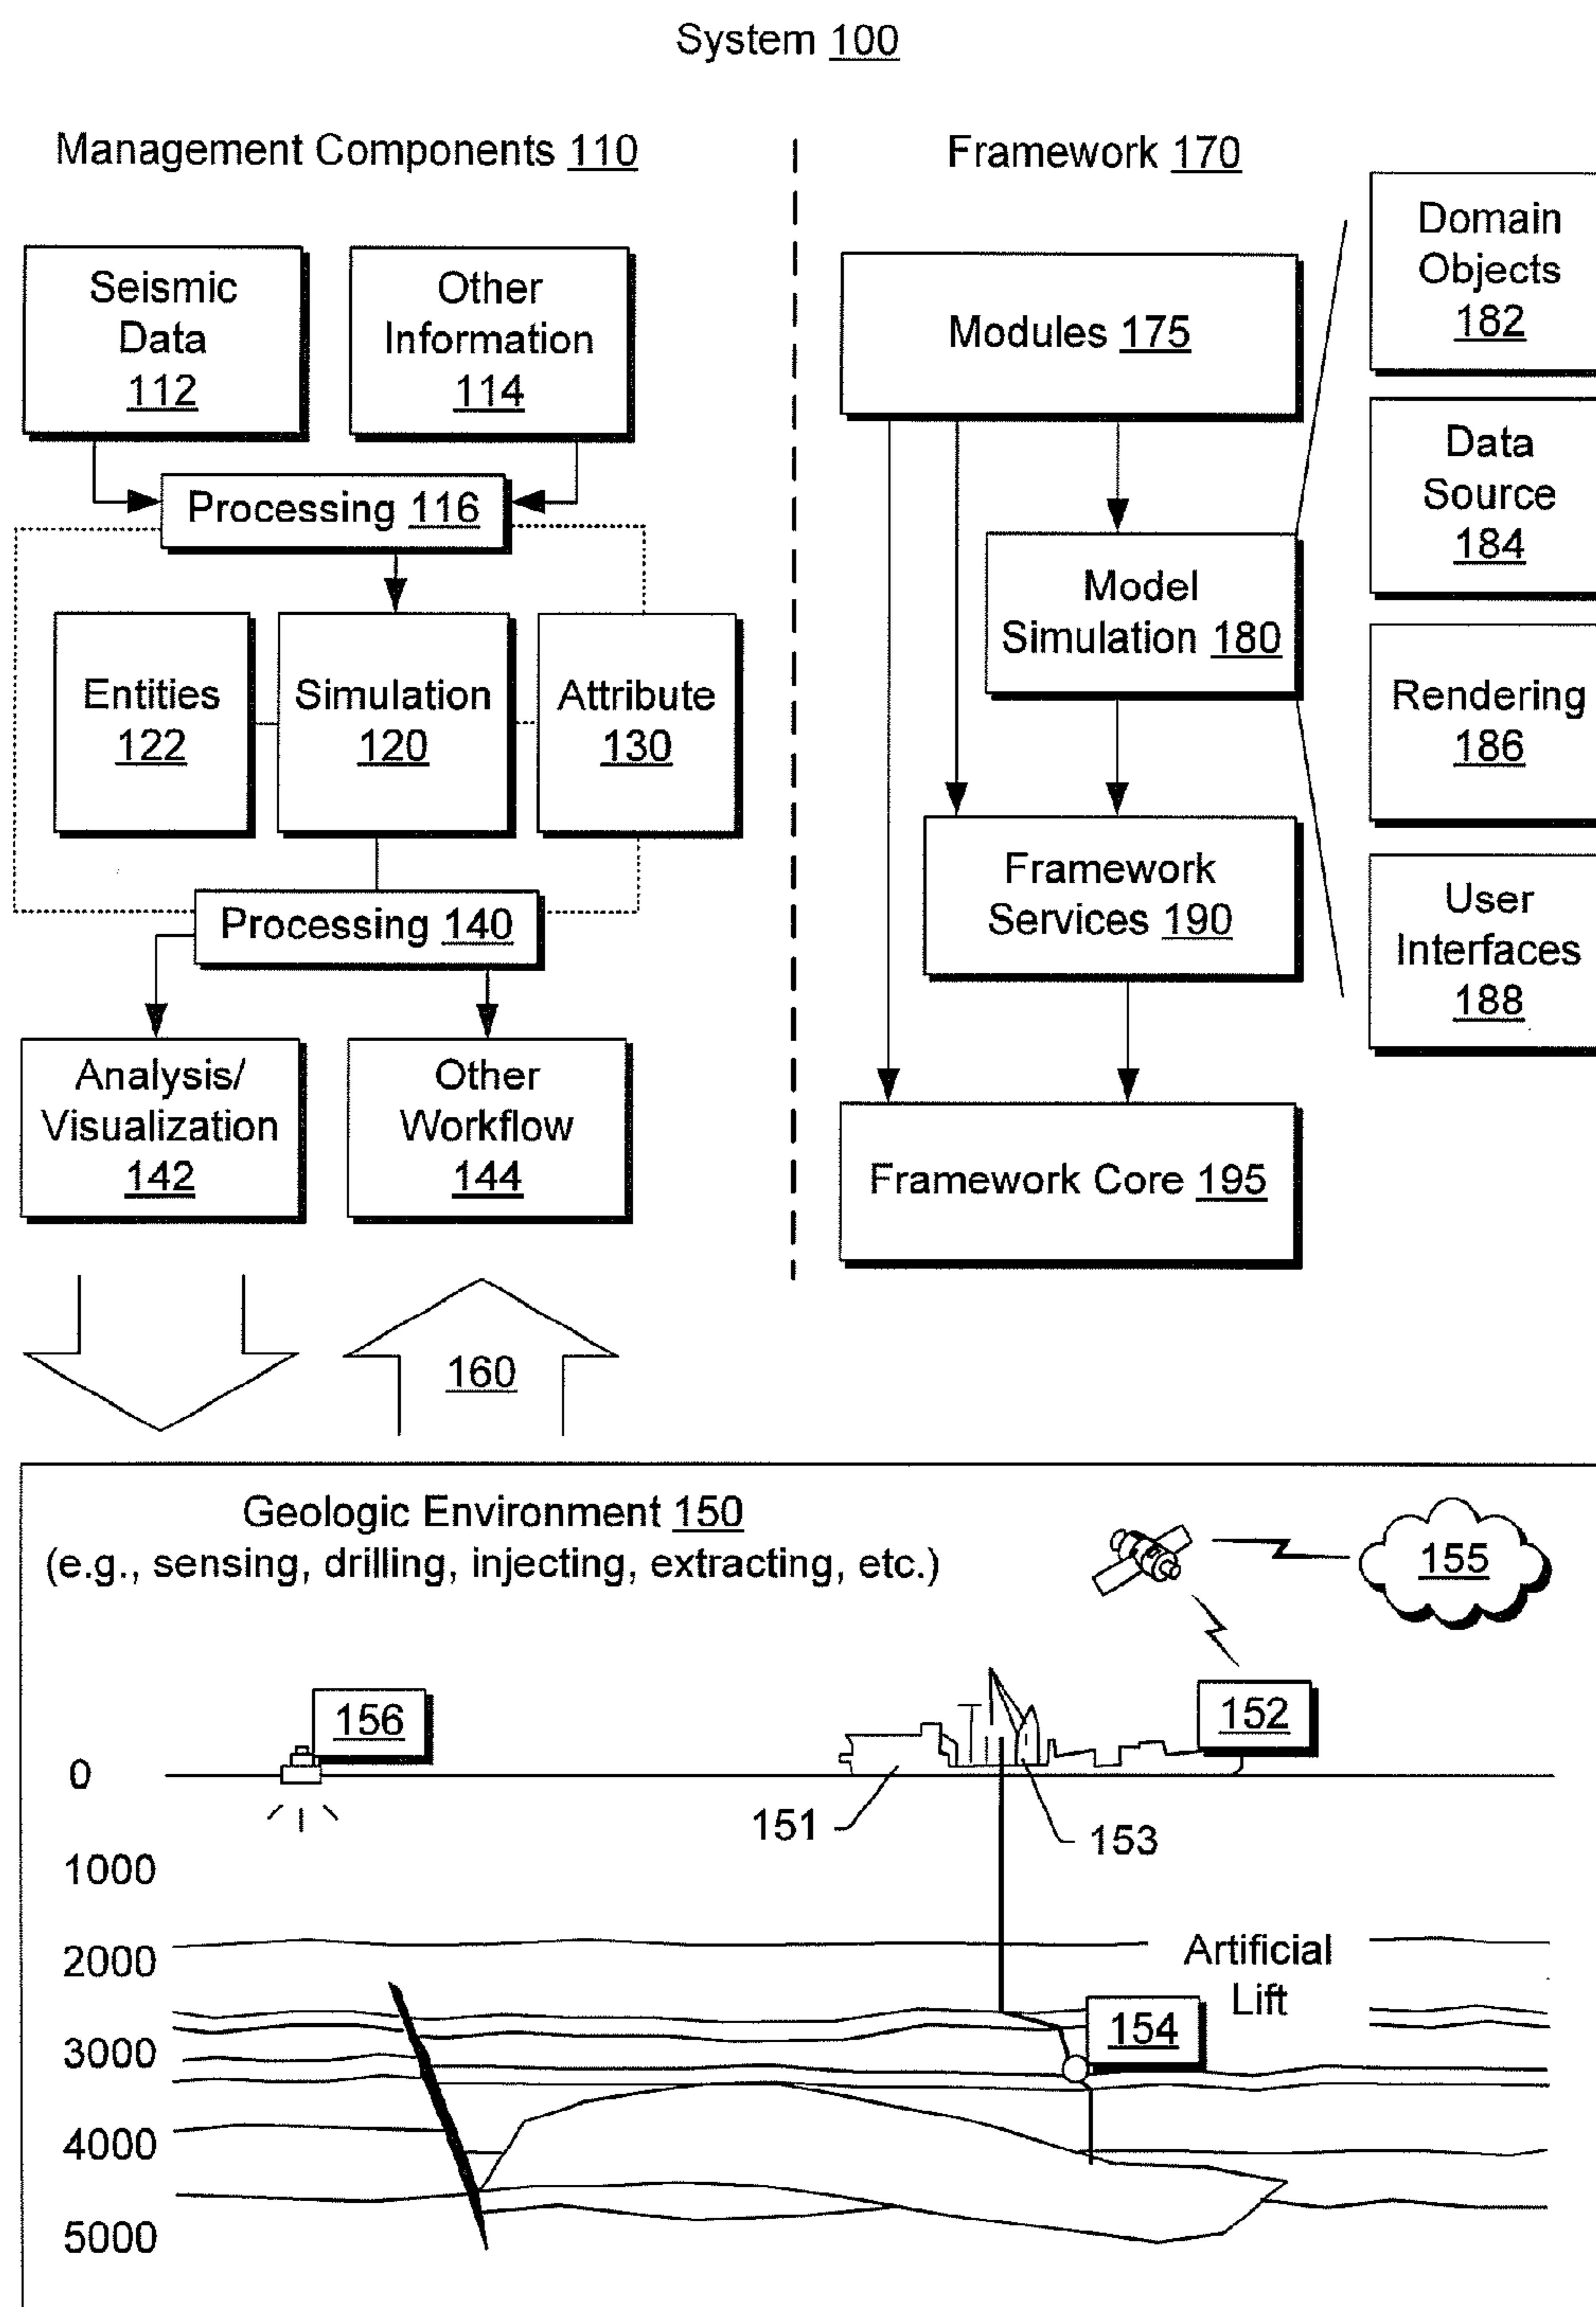 System 100
Management Components 110
Seismic
Data
112
Other
Information
114
Processing 116
Entities
122
Simulation
120
Attribute
130
Processing 140
Analysis/
Visualization
142
Other
Workflow
144
Framework 170
Modules 175
Model
Simulation 180
Framework
Services 190
Framework Core 195
Domain
Objects
182
Data
Source
184
Rendering
186
User
Interfaces
188
160
Geologic Environment 150
(e.g., sensing, drilling, injecting, extracting, etc.)
155
156
152
0
151
153
1000
2000
Artificial
Lift
154
3000
4000
5000